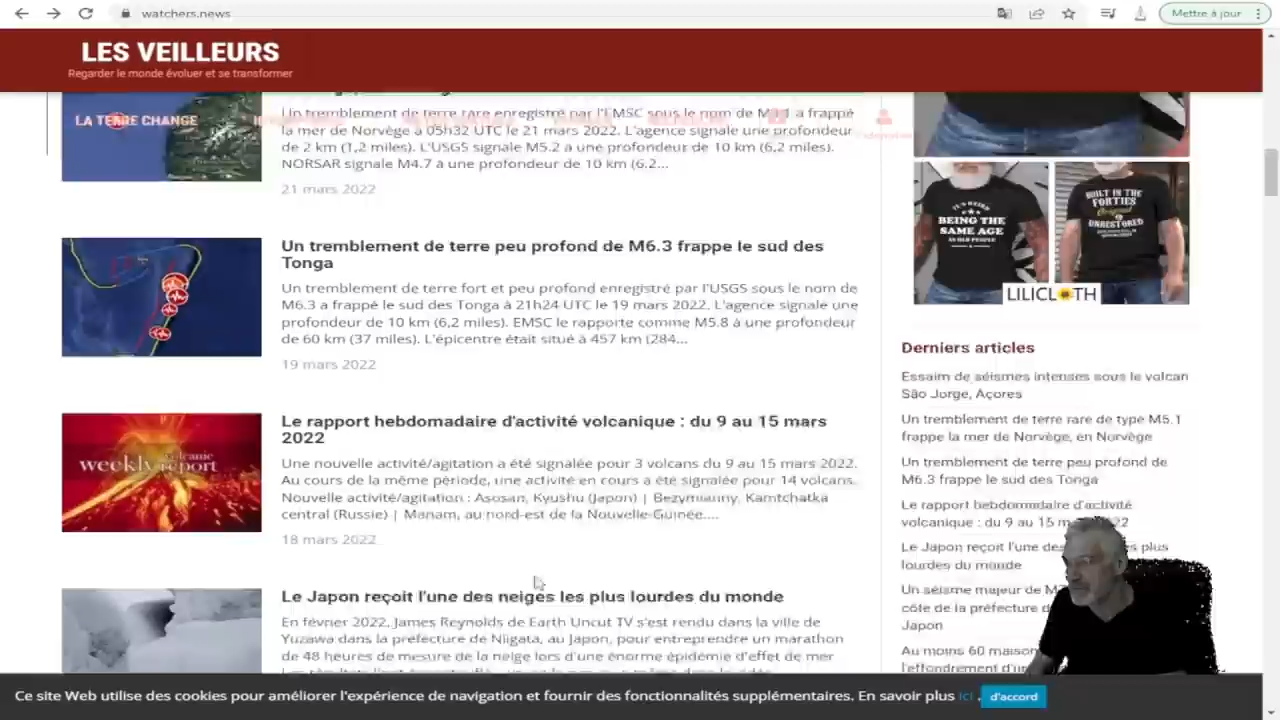 watchers.news
Mettre à jour
LES VEILLEURS
Regarder le monde évoluer et se transformer
LA TERRE CHANGE
Un tremblement de terre rare enregistré par l'EMSC sous le nom de a frappé
la mer de Norvège à 05h32 UTC le 21 mars 2022. L'agence signale une profondeur
de 2 km (1,2 miles). L'USGS signale M5.2 à une profondeur de 10 km (6,2 miles).
NORSAR signale M4.7 à une profondeur de 10 km (6.2...
21 mars 2022
Un tremblement de terre peu profond de M6.3 frappe le sud des
Tonga
Un tremblement de terre fort et peu profond enregistré par l'USGS sous le nom de
M6.3 a frappé le sud des Tonga à 21h24 UTC le 19 mars 2022. L'agence signale une
profondeur de 10 km (6,2 miles). EMSC le rapporte comme M5.8 à une profondeur
de 60 km (37 miles). L'épicentre était situé à 457 km (284...
19 mars 2022
weekly volcanic report
Le rapport hebdomadaire d'activité volcanique : du 9 au 15 mars
2022
Une nouvelle activité/agitation a été signalée pour 3 volcans du 9 au 15 mars 2022.
Au cours de la même période, une activité en cours a été signalée pour 14 volcans.
Nouvelle activité/agitation : Asosan, Kyushu (Japon) | Bezymianny, Kamtchatka
central (Russie) | Manam, au nord-est de la Nouvelle-Guinée....
18 mars 2022
Le Japon reçoit l'une des neiges les plus lourdes du monde
En février 2022, James Reynolds de Earth Uncut TV s'est rendu dans la ville de
Yuzawa dans la préfecture de Niigata, au Japon, pour entreprendre un marathon
de 48 heures de mesure de la neige lors d'une énorme épidémie d'effet de mer
IT'S WEIRD
BEING THE
SAME AGE
AS OLD PEOPLE
BUILT IN THE
FORTIES
Original
&
UNRESTORED
LILICLOTH
Derniers articles
Essaim de séismes intenses sous le volcan
São Jorge, Açores
Un tremblement de terre rare de type M5.1
frappe la mer de Norvège, en Norvège
Un tremblement de terre peu profond de
M6.3 frappe le sud des Tonga
Le rapport hebdomadaire d'activité
volcanique : du 9 au 15
Le Japon reçoit l'une plus
lourdes du monde
Un séisme majeur de
côte de la préfecture
Japon
Au moins 60
l'effondrement
Ce site Web utilise des cookies pour améliorer l'expérience de navigation et fournir des fonctionnalités supplémentaires. En savoir plus ici .
d'accord